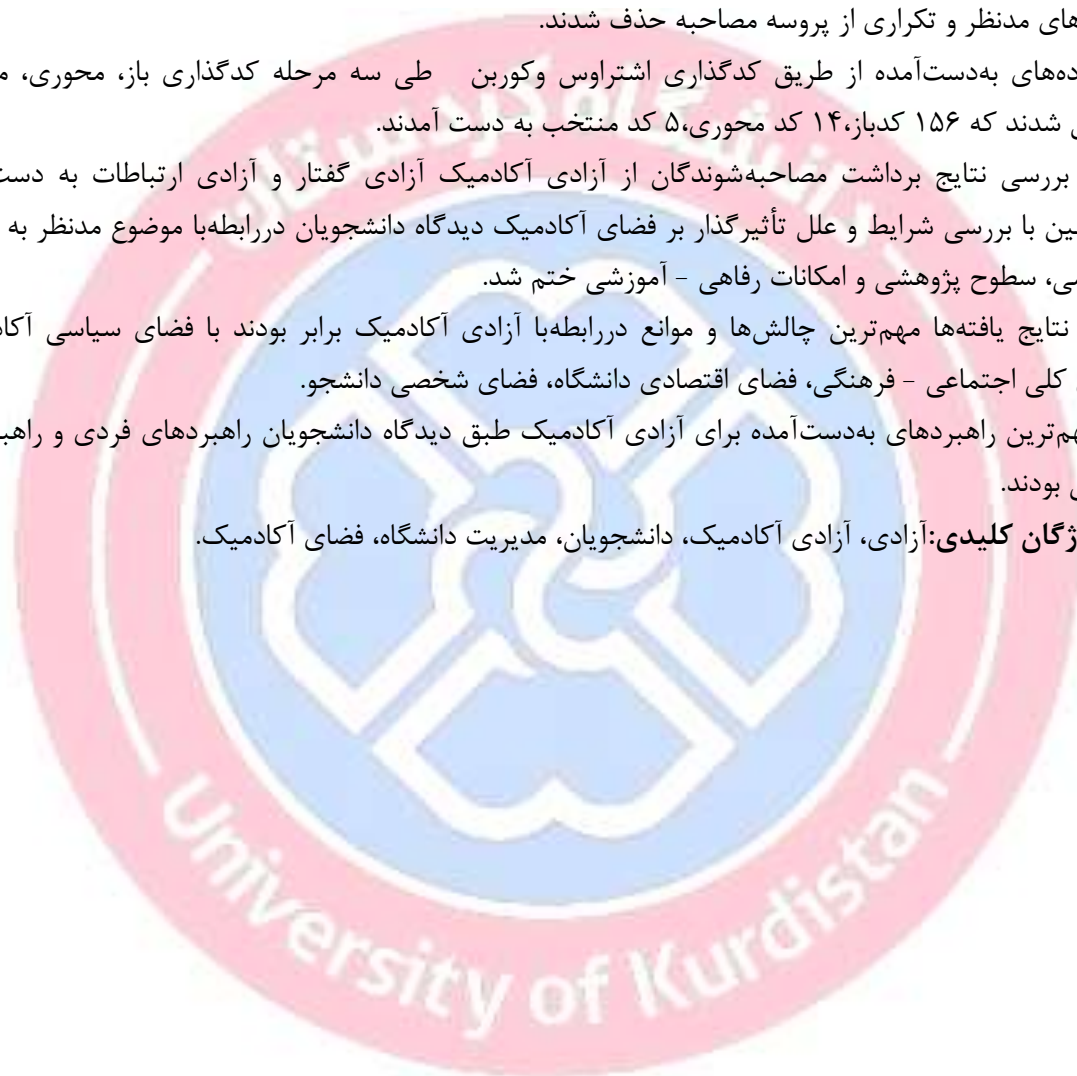 های مدنظر و تکراری از پروسه مصاحبه حذف شدند.
ده‌های به‌دست‌آمده از طریق کدگذاری اشتراوس وکوربن طی سه مرحله کدگذاری باز، محوری، م
شدند که ۱۵۶ کدباز،۱۴ کد محوری،۵ کد منتخب به دست آمدند.
بررسی نتایج برداشت مصاحبه‌شوندگان از آزادی آکادمیک آزادی گفتار و آزادی ارتباطات به دست
ین با بررسی شرایط و علل تأثیرگذار بر فضای آکادمیک دیدگاه دانشجویان دررابطه‌با موضوع مدنظر به
سی، سطوح پژوهشی و امکانات رفاهی - آموزشی ختم شد.
نتایج یافته‌ها مهم‌ترین چالش‌ها و موانع دررابطه‌با آزادی آکادمیک برابر بودند با فضای سیاسی آکاد
کلی اجتماعی - فرهنگی، فضای اقتصادی دانشگاه، فضای شخصی دانشجو.
هم‌ترین راهبردهای به‌دست‌آمده برای آزادی آکادمیک طبق دیدگاه دانشجویان راهبردهای فردی و راهب
بودند.
ژگان کلیدی:آزادی، آزادی آکادمیک، دانشجویان، مدیریت دانشگاه، فضای آکادمیک.
دانشگاه کردستان
University of Kurdistan